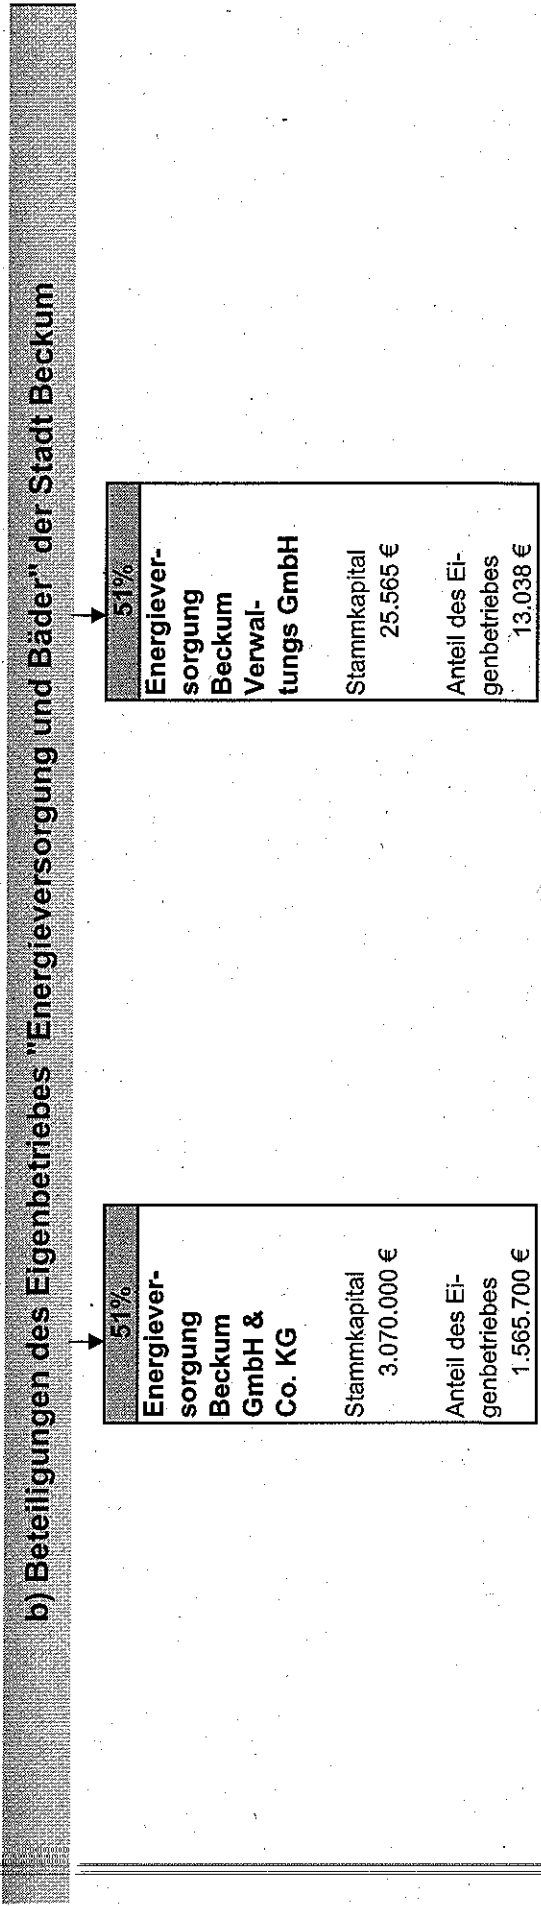 b) Beteiligungen des Eigenbetriebes "Energieversorgung und Bäder" der Stadt Beckum
51%
Energiever-
sorgung
Beckum
GmbH &
Co. KG
Stammkapital
3.070.000 €
Anteil des Ei-
genbetriebes
1.565.700 €
51%
Energiever-
sorgung
Beckum
Verwal-
tungs GmbH
Stammkapital
25.565 €
Anteil des Ei-
genbetriebes
13.038 €